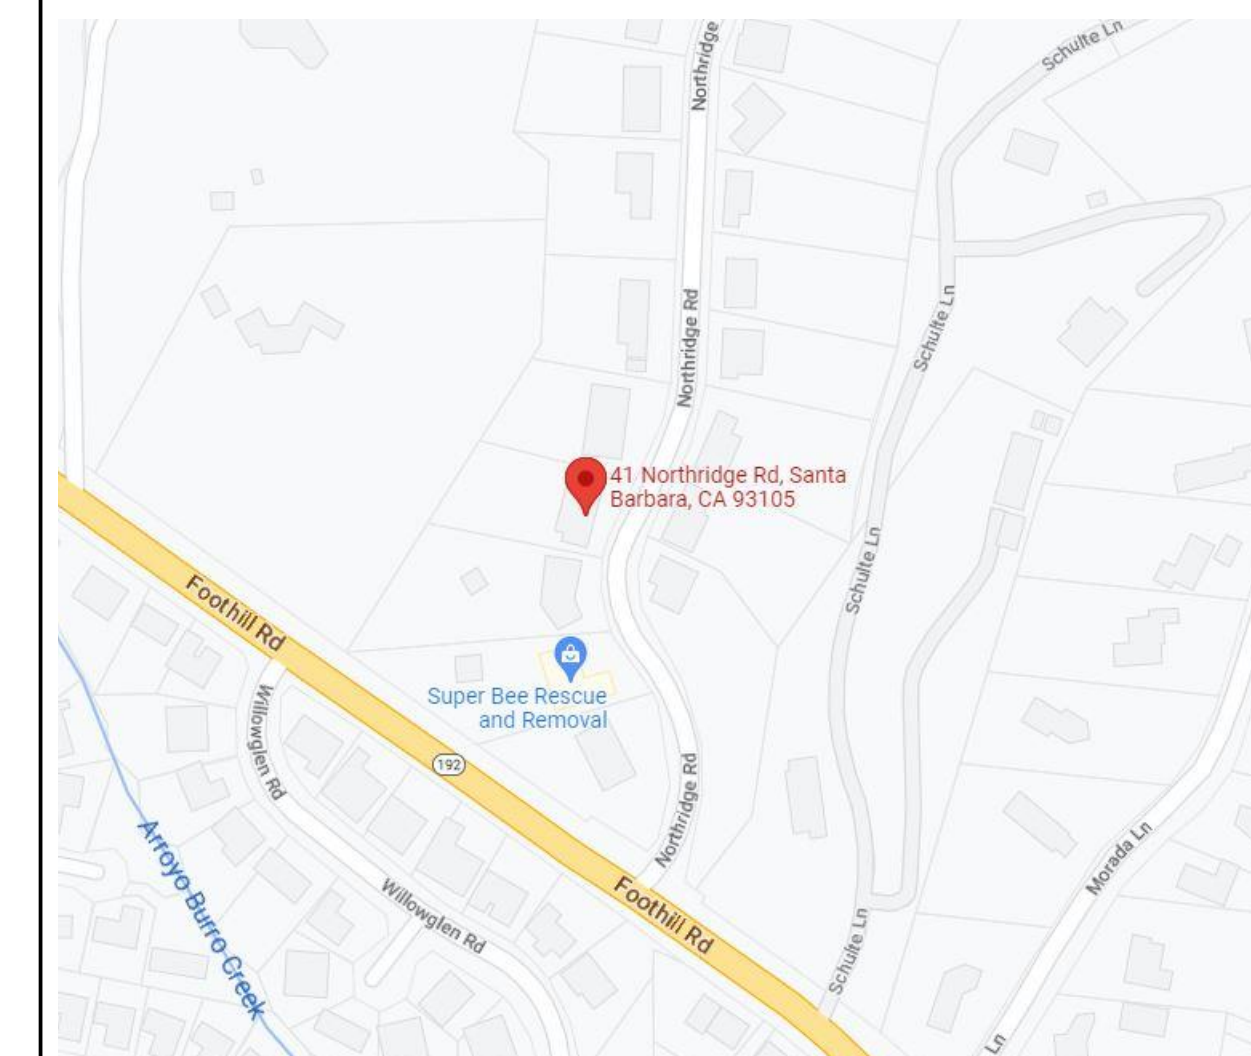 Northridge
Schulte Ln
Northridge Rd
Schulte Ln
41 Northridge Rd, Santa
Barbara, CA 93105
Schulte Ln
Foothill Rd
Super Bee Rescue
and Removal
Willowglen Rd
192
Northridge Rd
Morada Ln
Arroyo Burro Creek
Willowglen Rd
Foothill Rd
Schulte Ln
Ln